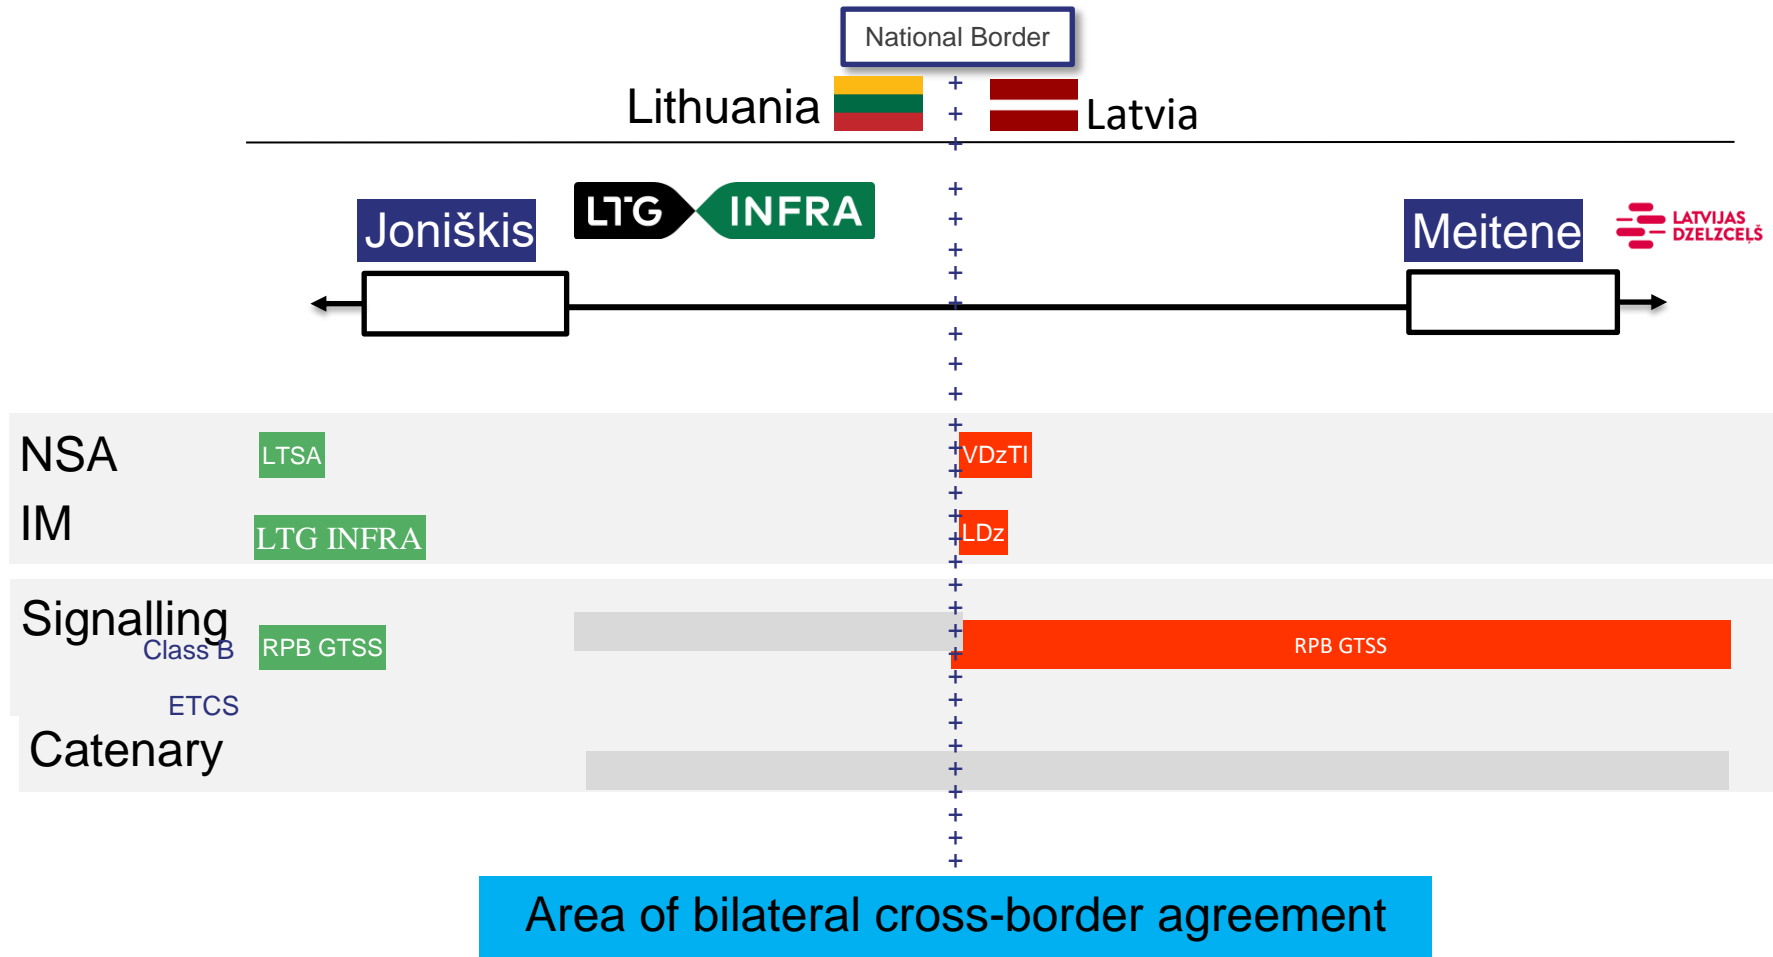 National Border
Lithuania
Latvia
LTG INFRA
Joniškis
Meitene
LATVIJAS
DZELZCEĻŠ
NSA
LTSA
VDzTI
IM
LTG INFRA
LDz
Signalling
Class B
RPB GTSS
RPB GTSS
ETCS
Catenary
Area of bilateral cross-border agreement